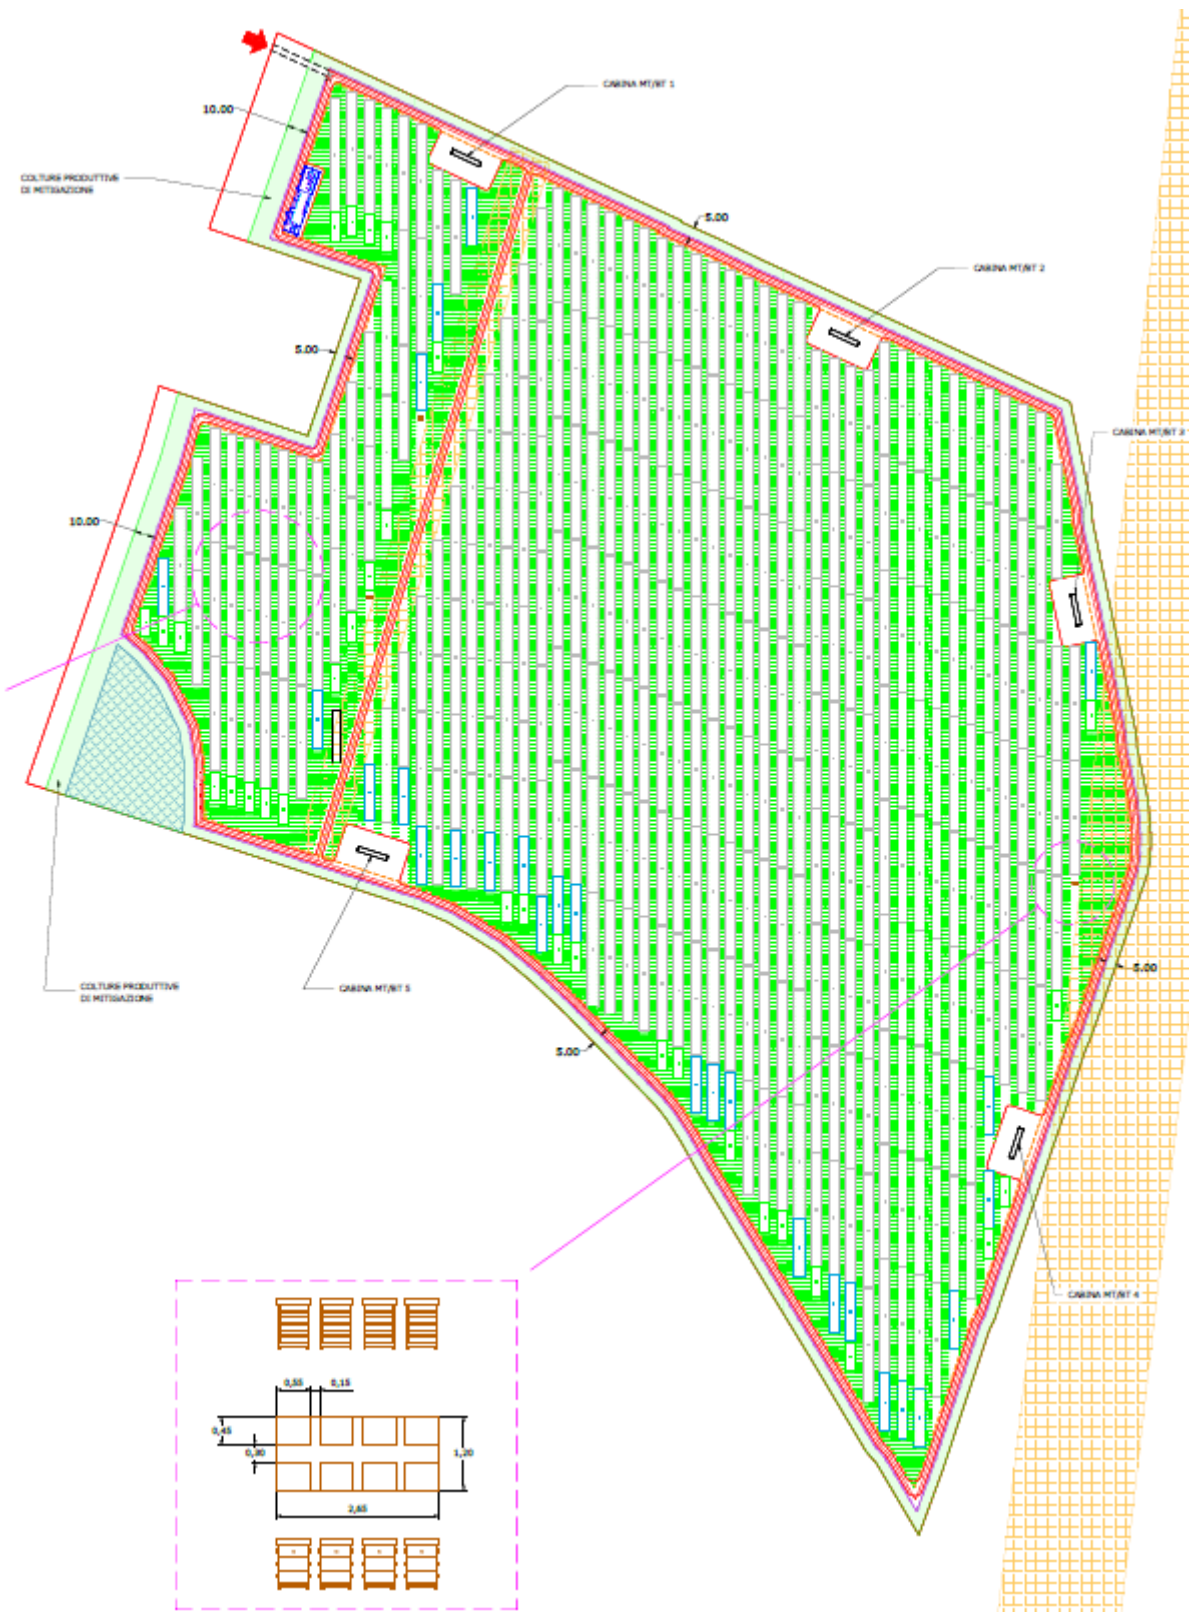 CABINA MT/BT 1
10.00
COLTURE PRODUTTIVE
DI MITIGAZIONE
5.00
CABINA MT/BT 2
5.00
CABINA MT/BT 3
10.00
5.00
COLTURE PRODUTTIVE
DI MITIGAZIONE
CABINA MT/BT 5
5.00
CABINA MT/BT 4
0,55
0,15
0,45
0,30
1,20
2,65